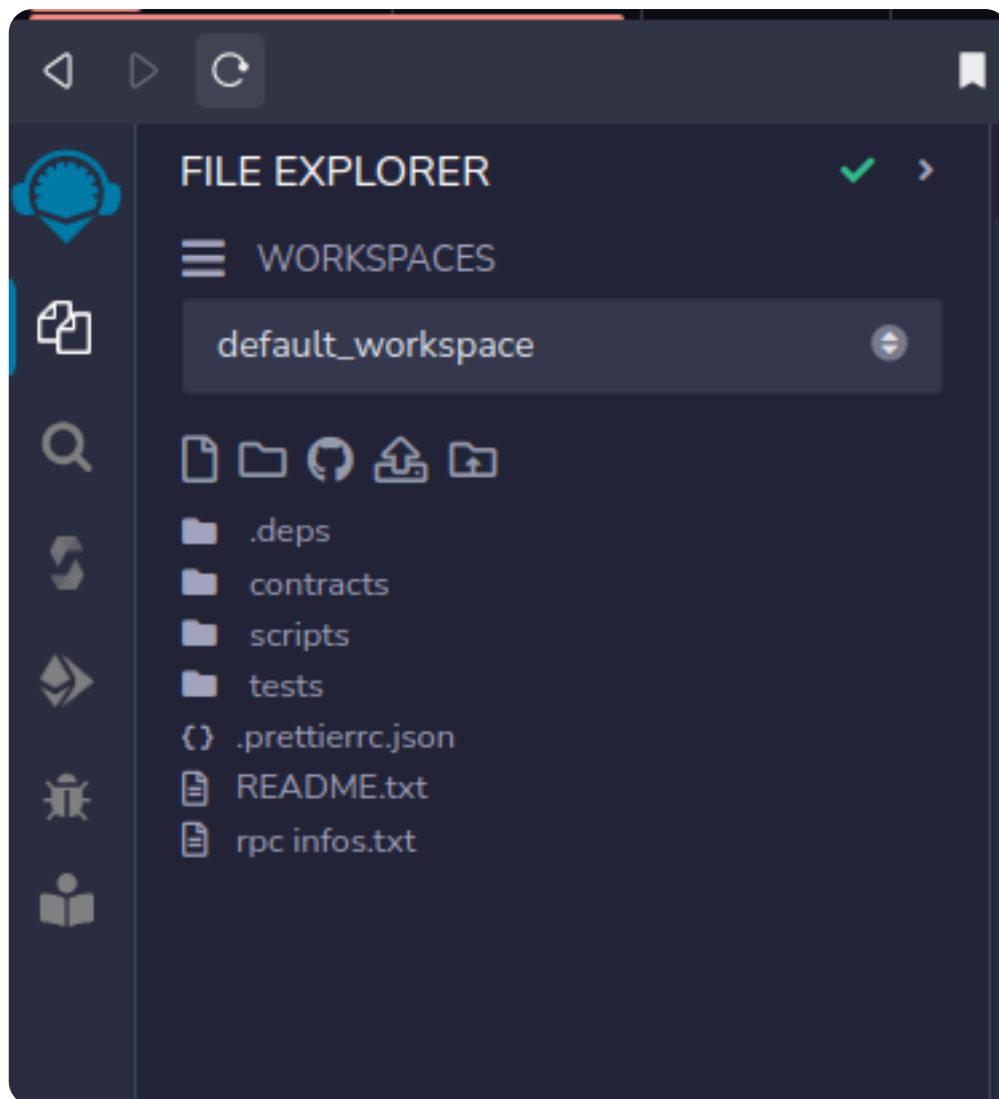 FILE EXPLORER
WORKSPACES
default_workspace
.deps
contracts
scripts
tests
.prettierrc.json
README.txt
rpc infos.txt